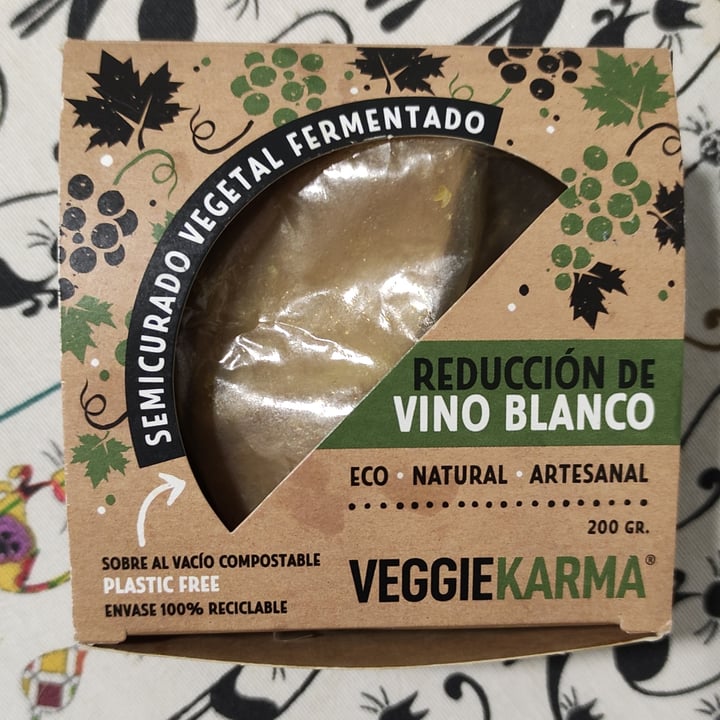 SEMICURADO VEGETAL FERMENTADO
REDUCCIÓN DE
VINO BLANCO
ECO · NATURAL · ARTESANAL
200 GR.
SOBRE AL VACÍO COMPOSTABLE
PLASTIC FREE
ENVASE 100% RECICLABLE
VEGGIEKARMA®